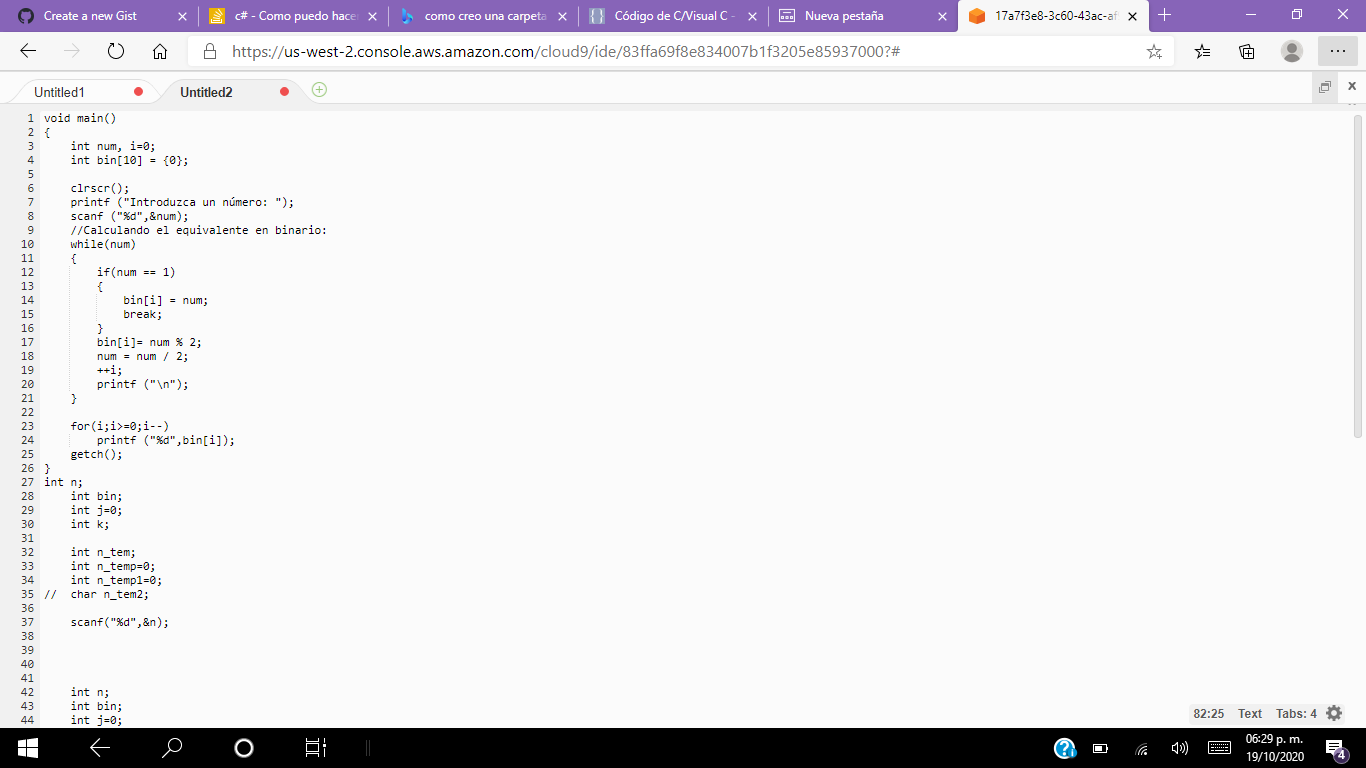 Create a new Gist
c# - Como puedo hace
como creo una carpeta
Código de C/Visual C -
Nueva pestaña
17a7f3e8-3c60-43ac-af
https://us-west-2.console.aws.amazon.com/cloud9/ide/83ffa69f8e834007b1f3205e85937000?#
Untitled1
Untitled2
1 void main()
2 {
3     int num, i=0;
4     int bin[10] = {0};
5
6     clrscr();
7     printf ("Introduzca un número: ");
8     scanf ("%d",&num);
9     //Calculando el equivalente en binario:
10     while(num)
11     {
12         if(num == 1)
13         {
14             bin[i] = num;
15             break;
16         }
17         bin[i]= num % 2;
18         num = num / 2;
19         ++i;
20         printf ("\n");
21     }
22
23     for(i;i>=0;i--)
24         printf ("%d",bin[i]);
25     getch();
26 }
27 int n;
28     int bin;
29     int j=0;
30     int k;
31
32     int n_tem;
33     int n_temp=0;
34     int n_temp1=0;
35 //  char n_tem2;
36
37     scanf("%d",&n);
38
39
40
41
42     int n;
43     int bin;
44     int j=0;
82:25 Text Tabs: 4
06:29 p. m.
19/10/2020
4